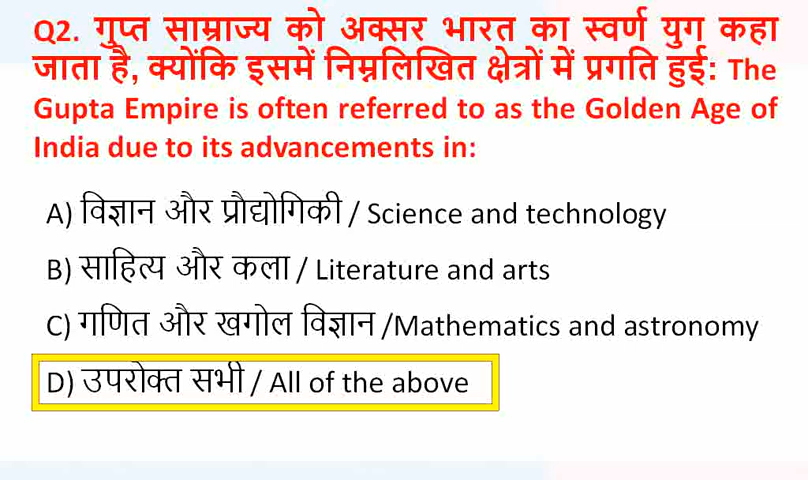 Q2. गुप्त साम्राज्य को अक्सर भारत का स्वर्ण युग कहा
जाता है, क्योंकि इसमें निम्नलिखित क्षेत्रों में प्रगति हुई: The
Gupta Empire is often referred to as the Golden Age of
India due to its advancements in:
A) विज्ञान और प्रौद्योगिकी / Science and technology
B) साहित्य और कला / Literature and arts
C) गणित और खगोल विज्ञान /Mathematics and astronomy
D) उपरोक्त सभी / All of the above